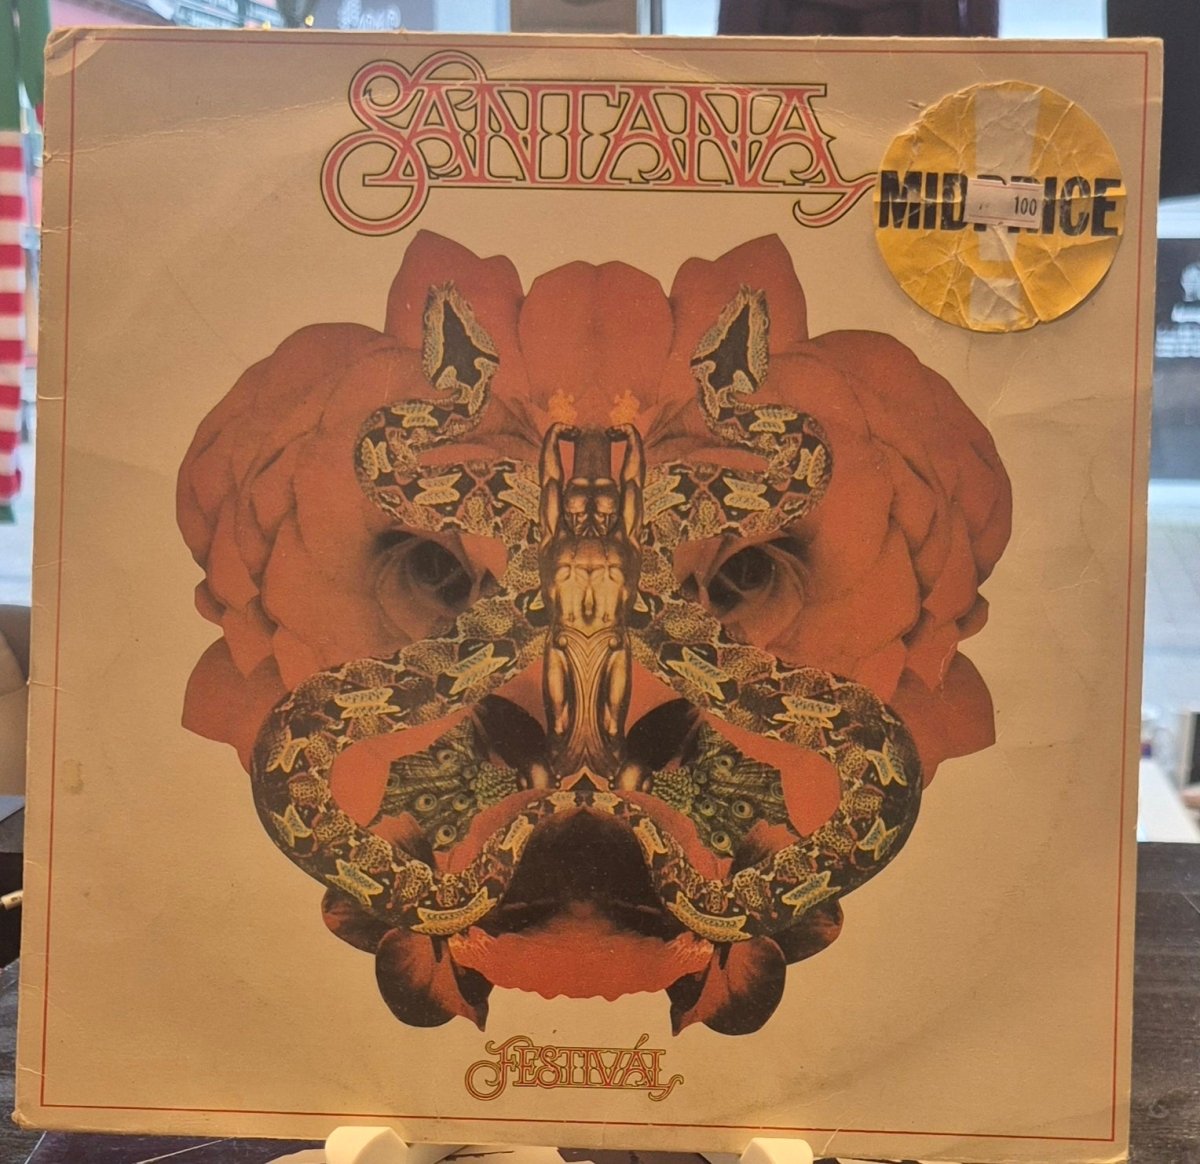 SANTANA
MIDPRICE
100
FESTIVÁL